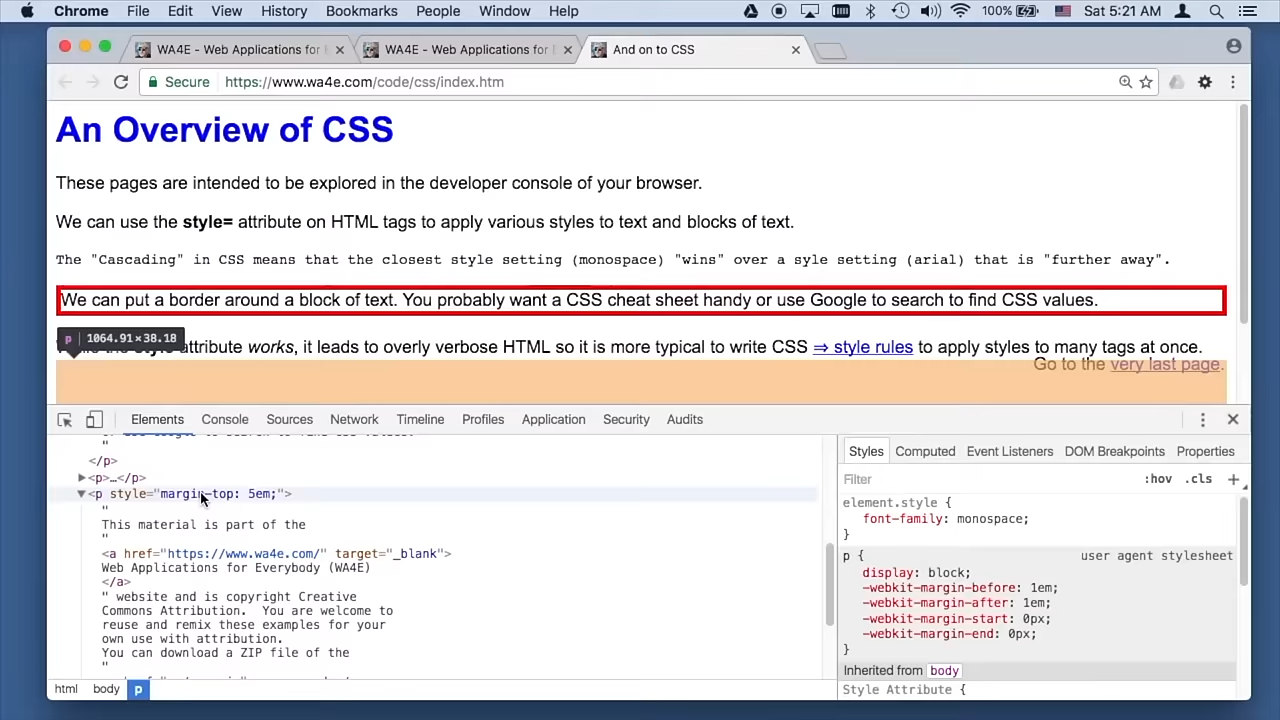 Chrome File Edit View History Bookmarks People Window Help 100% Sat 5:21 AM
WA4E - Web Applications for WA4E - Web Applications for And on to CSS
Secure https://www.wa4e.com/code/css/index.htm
An Overview of CSS
These pages are intended to be explored in the developer console of your browser.
We can use the style= attribute on HTML tags to apply various styles to text and blocks of text.
The "Cascading" in CSS means that the closest style setting (monospace) "wins" over a syle setting (arial) that is "further away".
We can put a border around a block of text. You probably want a CSS cheat sheet handy or use Google to search to find CSS values.
p 1064.91×38.18
attribute works, it leads to overly verbose HTML so it is more typical to write CSS ⇒ style rules to apply styles to many tags at once.
Go to the very last page.
Elements Console Sources Network Timeline Profiles Application Security Audits
"
</p>
<p>…</p>
<p style="margin-top: 5em;">
"
This material is part of the
"
<a href="https://www.wa4e.com/" target="_blank">
Web Applications for Everybody (WA4E)
</a>
" website and is copyright Creative
Commons Attribution. You are welcome to
reuse and remix these examples for your
own use with attribution.
You can download a ZIP file of the
"
html body p
Styles Computed Event Listeners DOM Breakpoints Properties
Filter :hov .cls +
element.style {
font-family: monospace;
}
p { user agent stylesheet
display: block;
-webkit-margin-before: 1em;
-webkit-margin-after: 1em;
-webkit-margin-start: 0px;
-webkit-margin-end: 0px;
}
Inherited from body
Style Attribute {